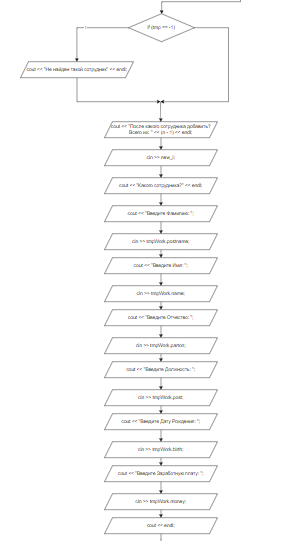 if (tmp == -1)
cout << "Не найден такой сотрудник" << endl;
cout << "После какого сотрудника добавить?
Всего их: " << (n - 1) << endl;
cin >> new_i;
cout << "Какого сотрудника?" << endl;
cout << "Введите Фамилию: ";
cin >> tmpWork.postname;
cout << "Введите Имя: ";
cin >> tmpWork.name;
cout << "Введите Отчество: ";
cin >> tmpWork.parton;
cout << "Введите Должность: ";
cin >> tmpWork.post;
cout << "Введите Дату Рождение: ";
cin >> tmpWork.birth;
cout << "Введите Заработную плату: ";
cin >> tmpWork.money;
cout << endl;